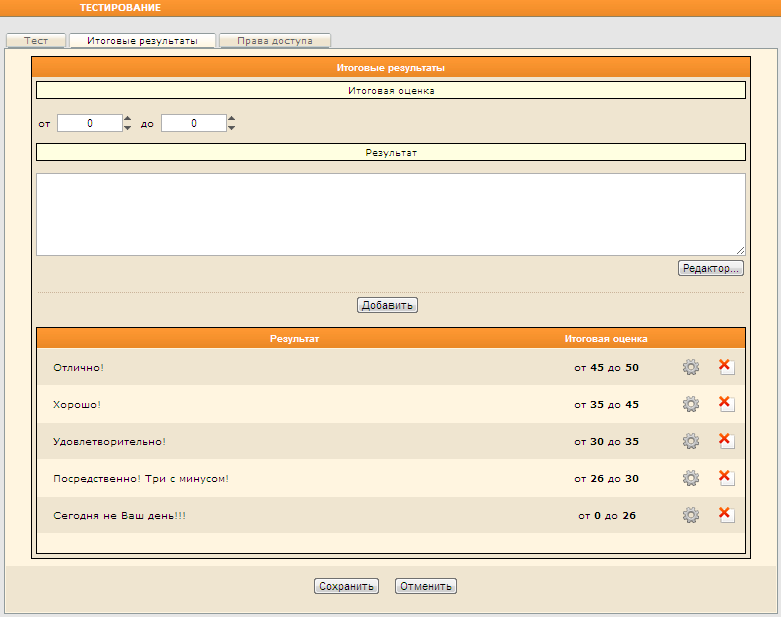 ТЕСТИРОВАНИЕ
Тест Итоговые результаты Права доступа
Итоговые результаты
Итоговая оценка
от 0 до 0
Результат
Редактор...
Добавить
Результат Итоговая оценка
Отлично! от 45 до 50
Хорошо! от 35 до 45
Удовлетворительно! от 30 до 35
Посредственно! Три с минусом! от 26 до 30
Сегодня не Ваш день!!! от 0 до 26
Сохранить Отменить